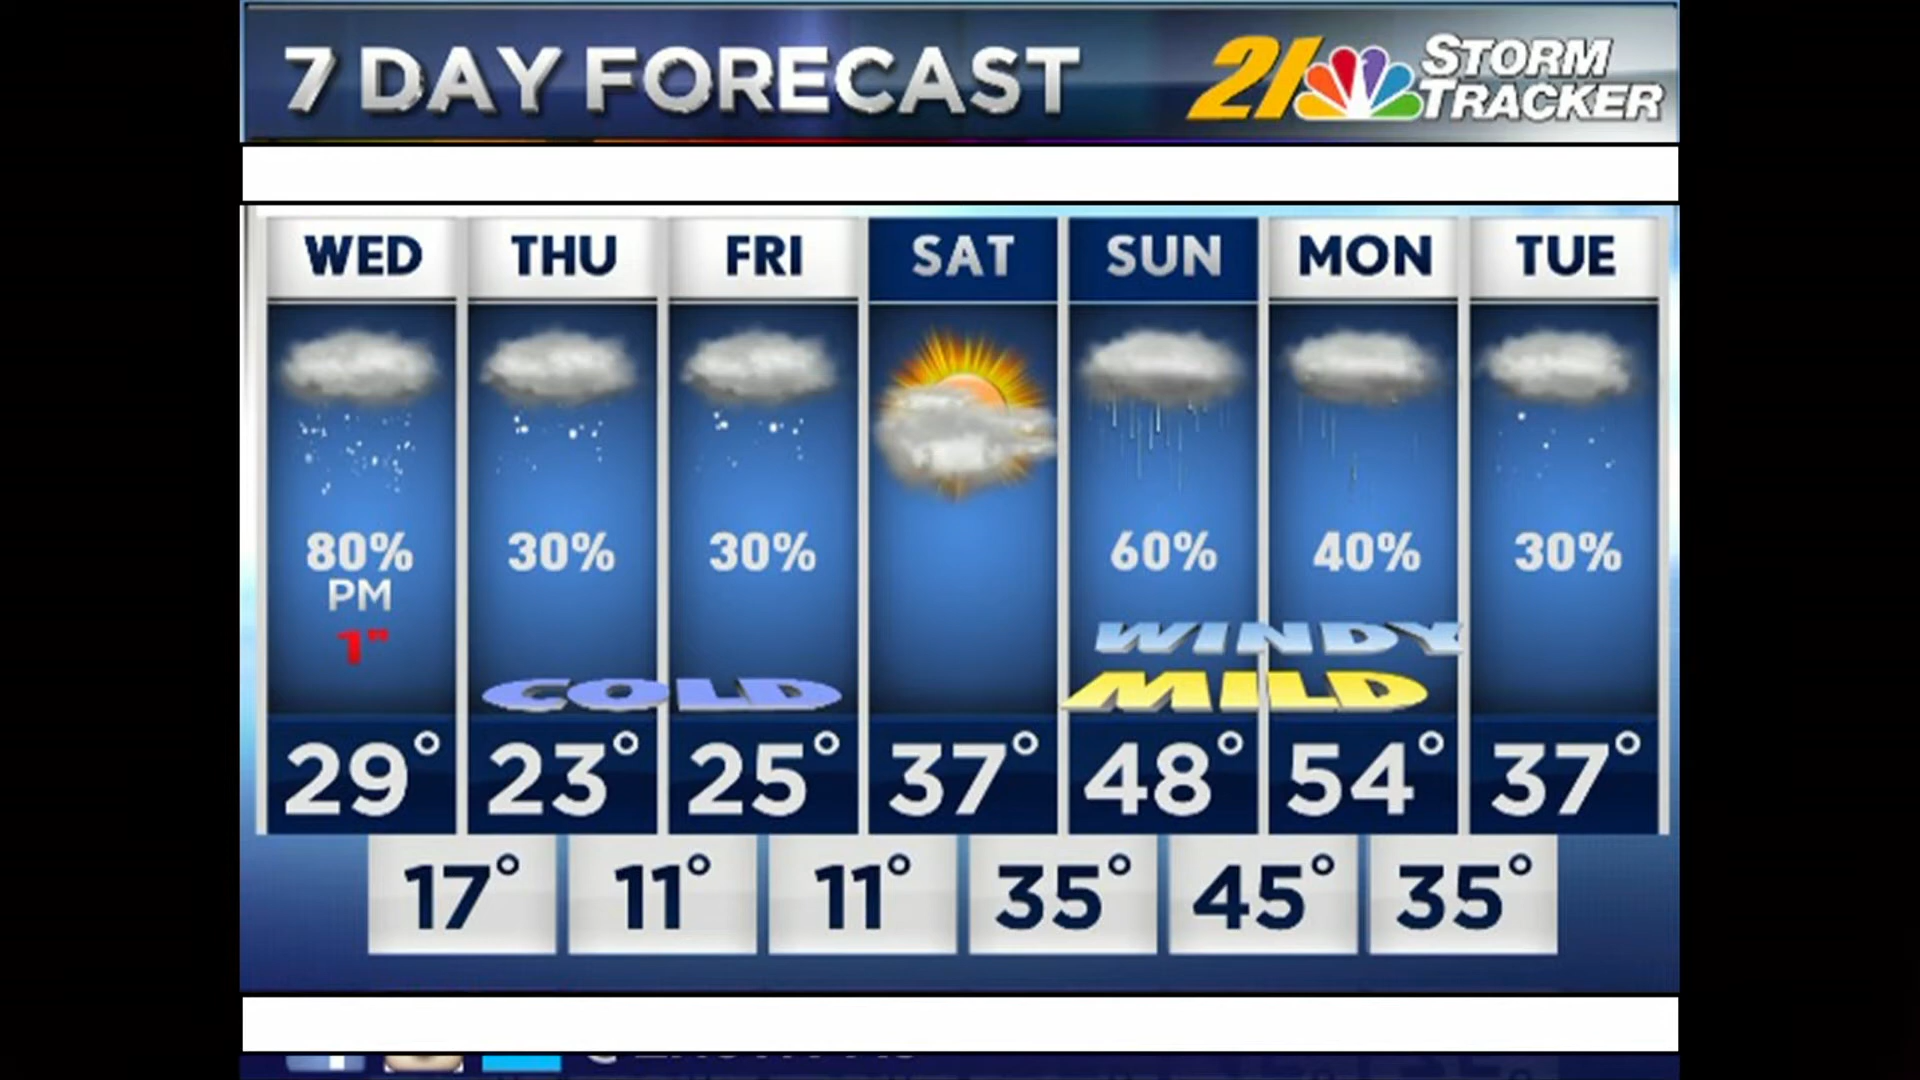 7 DAY FORECAST
21 STORM TRACKER
WED THU FRI SAT SUN MON TUE
80% 30% 30% 60% 40% 30%
PM
1"
WINDY
COLD MILD
29° 23° 25° 37° 48° 54° 37°
17° 11° 11° 35° 45° 35°